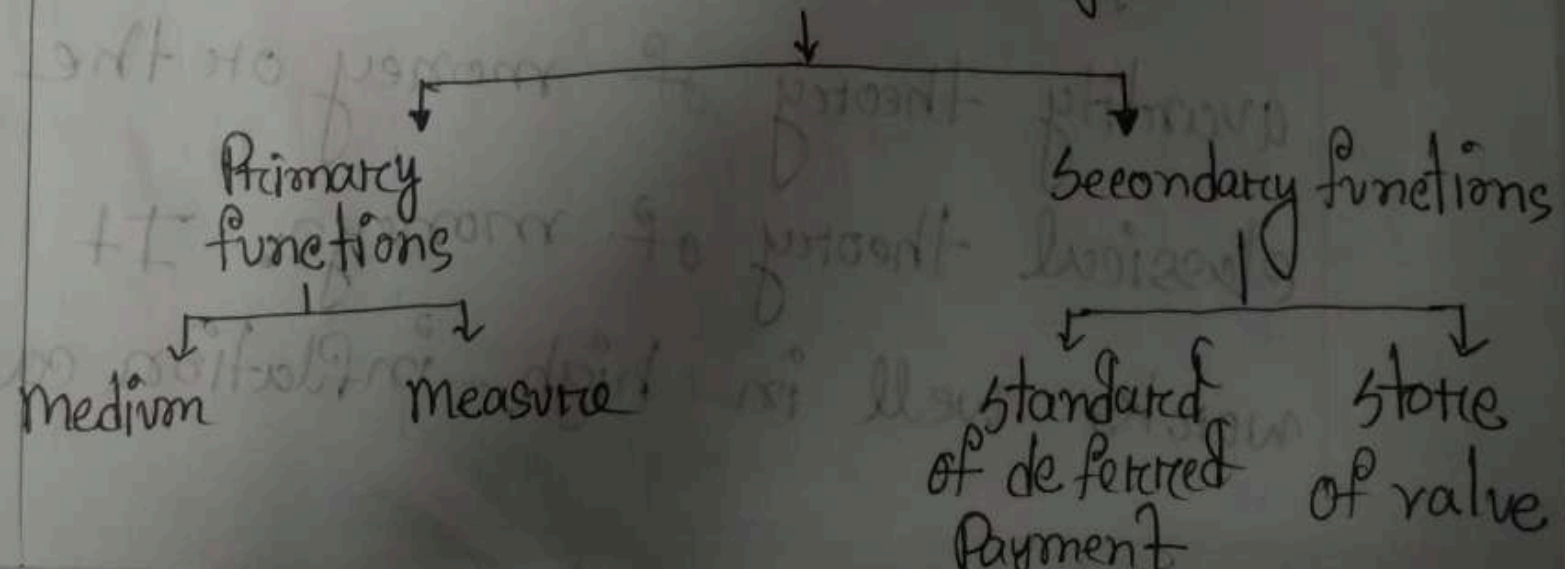 Primary
functions
Secondary functions
Medium
Measure
Standard
of deferred
Payment
Store
of value